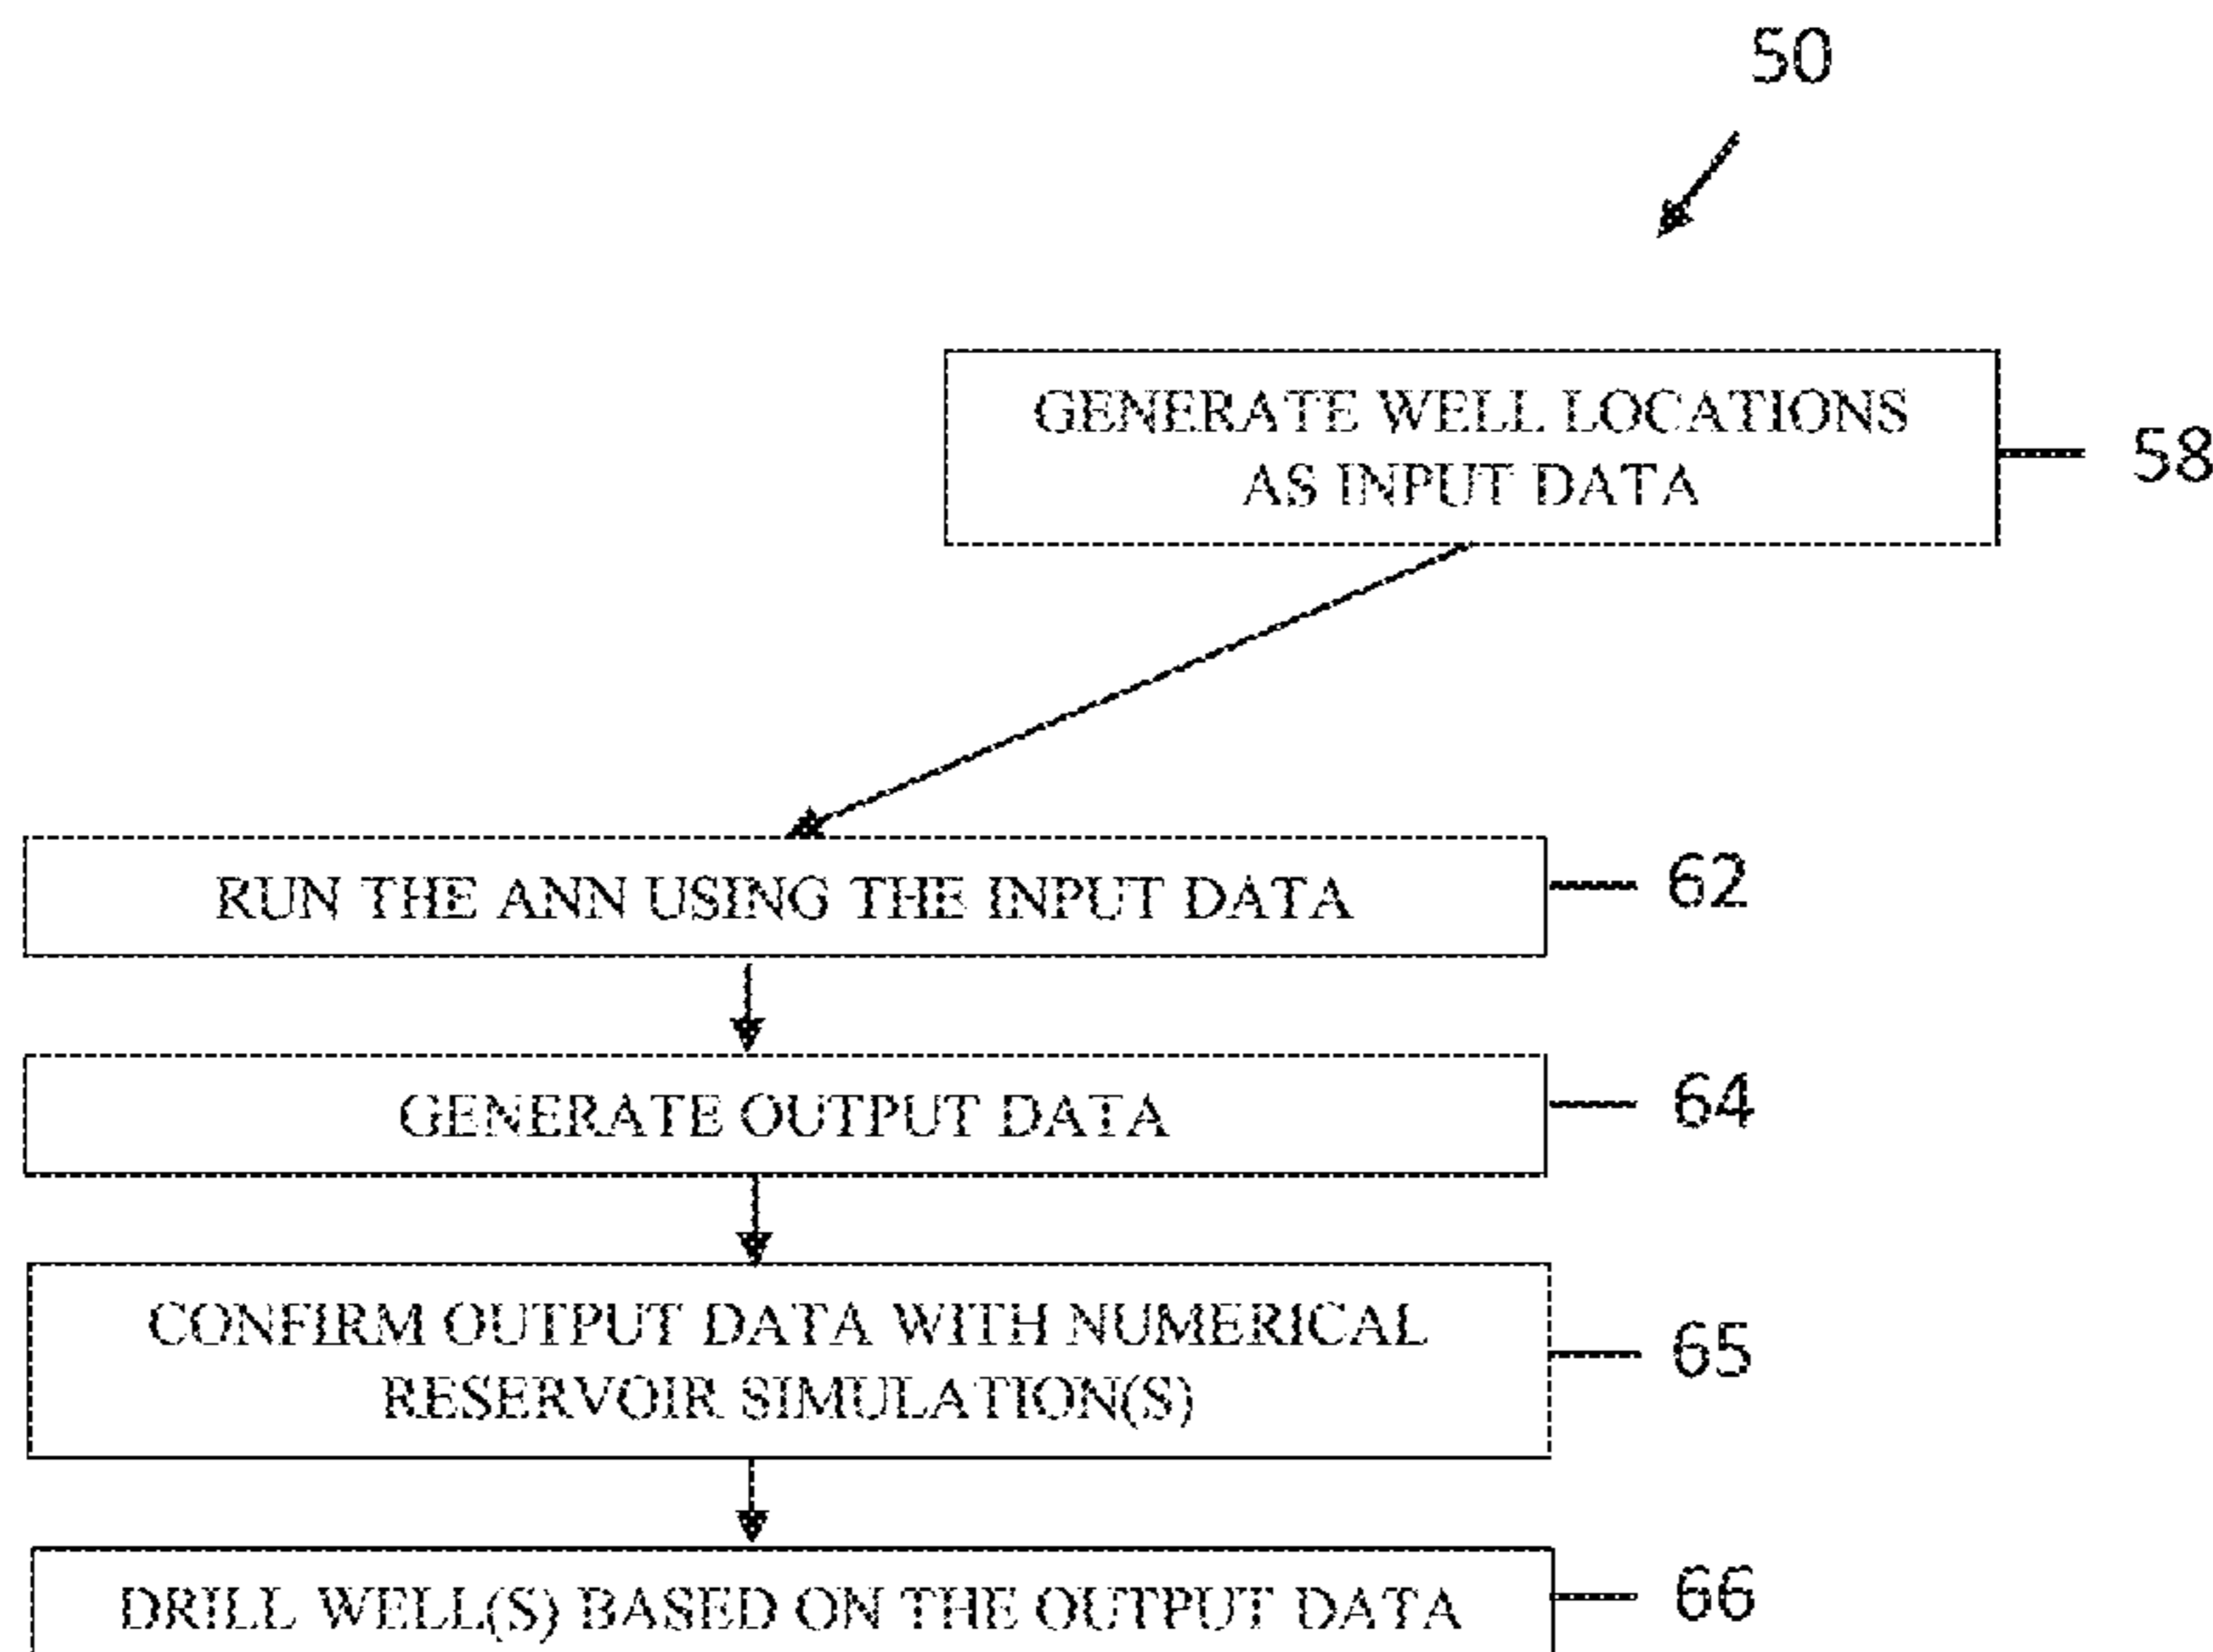 50
GENERATE WELL LOCATIONS
AS INPUT DATA
58
RUN THE ANN USING THE INPUT DATA
62
GENERATE OUTPUT DATA
64
CONFIRM OUTPUT DATA WITH NUMERICAL
RESERVOIR SIMULATION(S)
65
DRILL WELL(S) BASED ON THE OUTPUT DATA
66